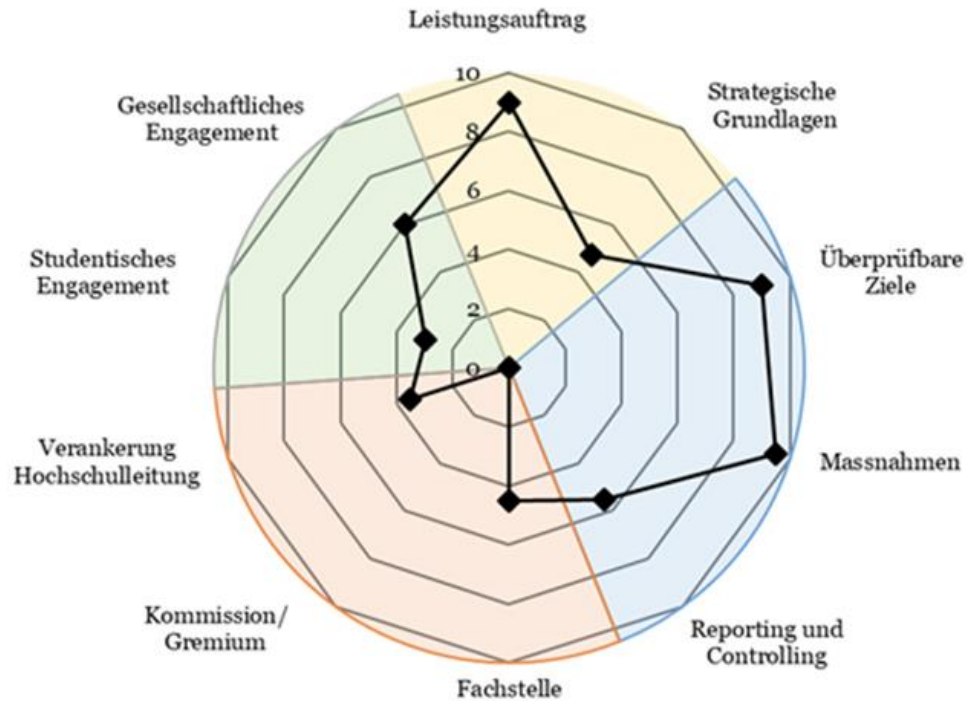 Leistungsauftrag
Strategische
Grundlagen
Überprüfbare
Ziele
Massnahmen
Reporting und
Controlling
Fachstelle
Kommission/
Gremium
Verankerung
Hochschulleitung
Studentisches
Engagement
Gesellschaftliches
Engagement
10
8
6
4
2
0